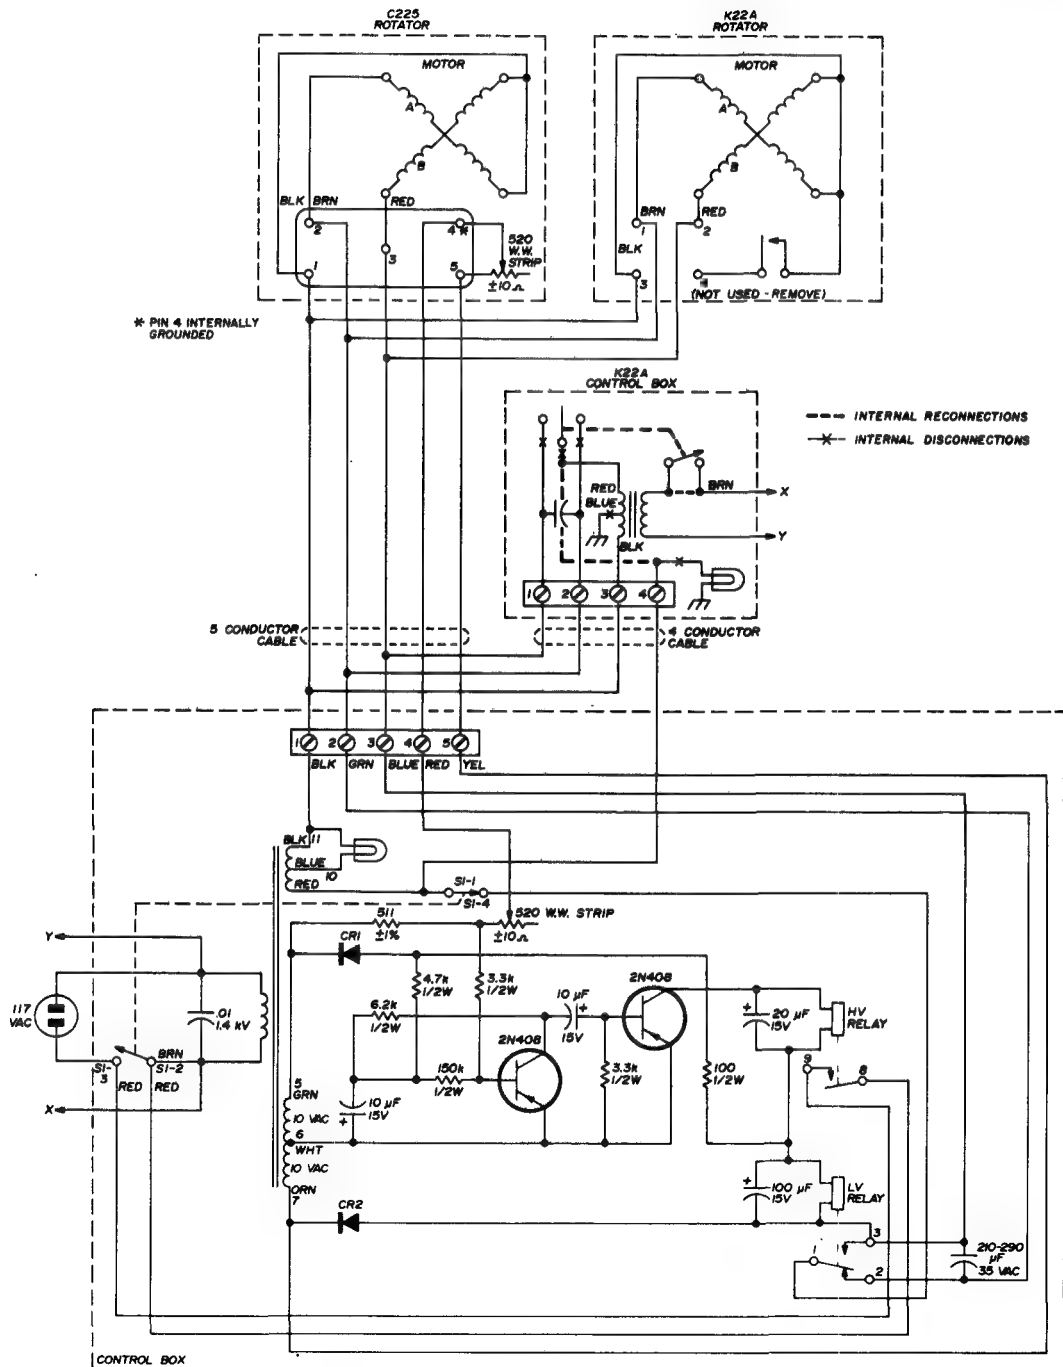 C225
ROTATOR
K22A
ROTATOR
MOTOR
A
B
BLK
BRN
RED
2
4*
3
1
5
520
W.W.
STRIP
±10Ω
MOTOR
A
B
BRN
1
RED
2
BLK
3
(NOT USED - REMOVE)
* PIN 4 INTERNALLY
GROUNDED
K22A
CONTROL BOX
INTERNAL RECONNECTIONS
INTERNAL DISCONNECTIONS
RED
BLUE
BLK
BRN
X
Y
1 2 3 4
5 CONDUCTOR
CABLE
4 CONDUCTOR
CABLE
1 2 3 4 5
BLK GRN BLUE RED YEL
BLK 11
BLUE
10
RED
S1-1
S1-4
511
±1%
520 W.W. STRIP
±10Ω
CR1
Y
117
VAC
.01
1.4 kV
BRN
S1-3
S1-2
RED
RED
X
4.7k
1/2W
3.3k
1/2W
6.2k
1/2W
10 µF
15V
2N408
2N408
150k
1/2W
10 µF
15V
3.3k
1/2W
100
1/2W
20 µF
15V
HV
RELAY
9
8
5
GRN
10 VAC
6
WHT
10 VAC
ORN
7
CR2
100 µF
15V
LV
RELAY
3
1
2
210-290
µF
35 VAC
CONTROL BOX